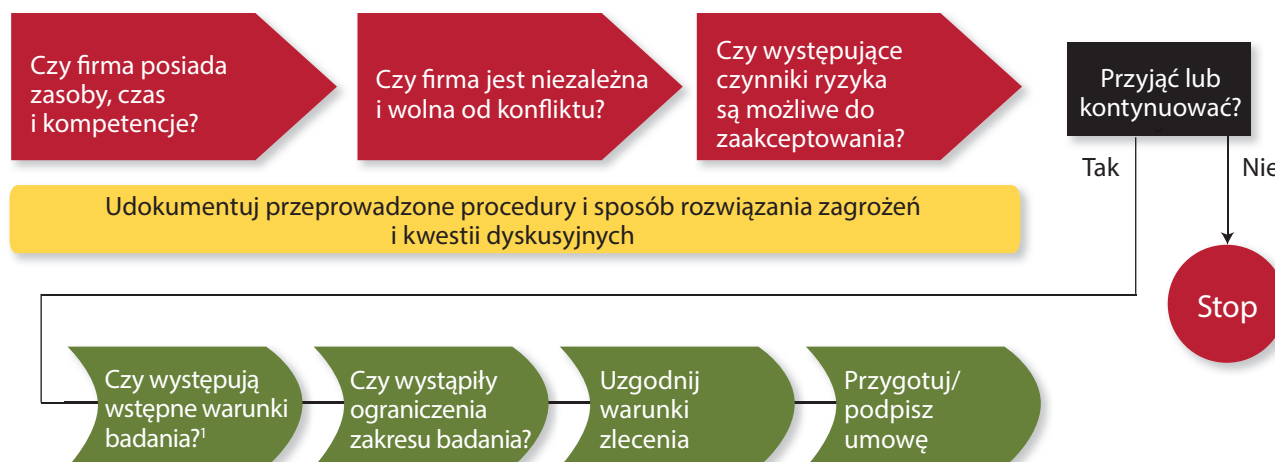 Czy firma posiada
zasoby, czas
i kompetencje?
Czy firma jest niezależna
i wolna od konfliktu?
Czy występujące
czynniki ryzyka
są możliwe do
zaakceptowania?
Przyjąć lub
kontynuować?
Tak
Nie
Udokumentuj przeprowadzone procedury i sposób rozwiązania zagrożeń
i kwestii dyskusyjnych
Stop
Czy występują
wstępne warunki
badania?¹
Czy wystąpiły
ograniczenia
zakresu badania?
Uzgodnij
warunki
zlecenia
Przygotuj/
podpisz
umowę